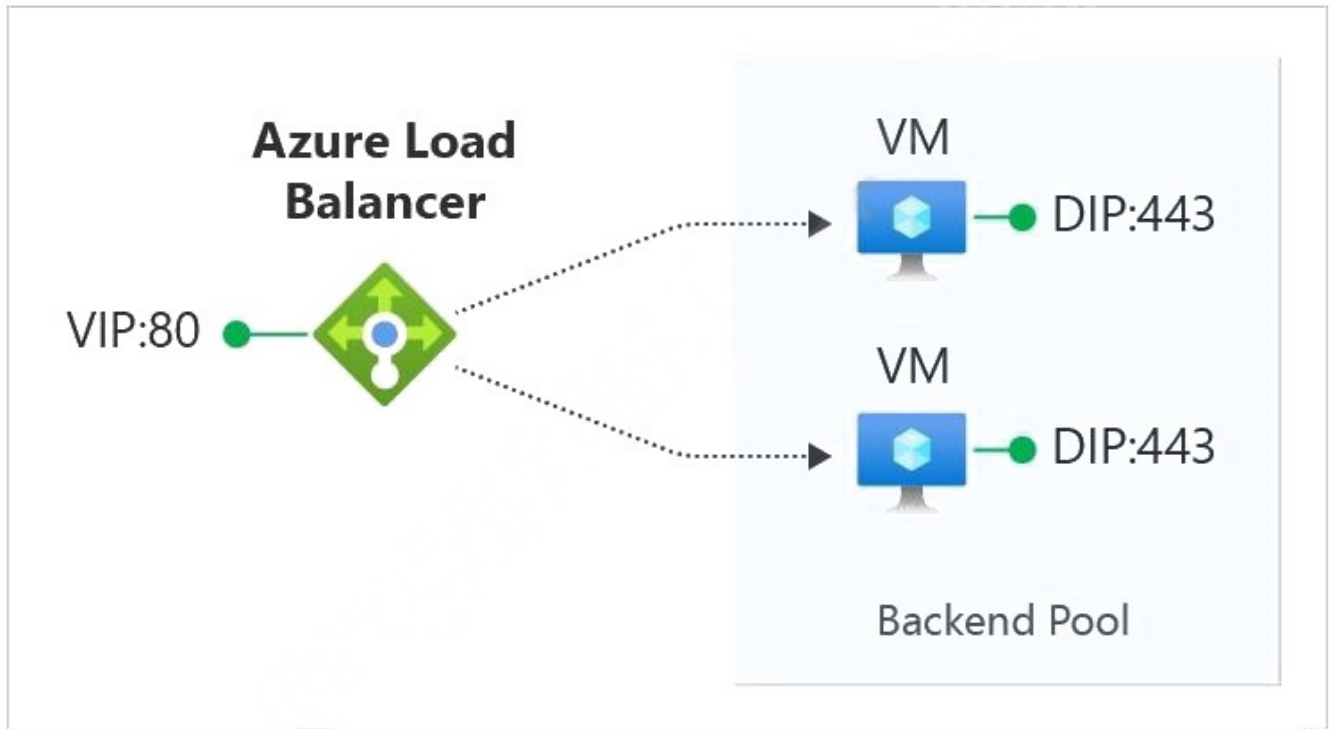 Azure Load
Balancer
VIP:80
VM
DIP:443
VM
DIP:443
Backend Pool